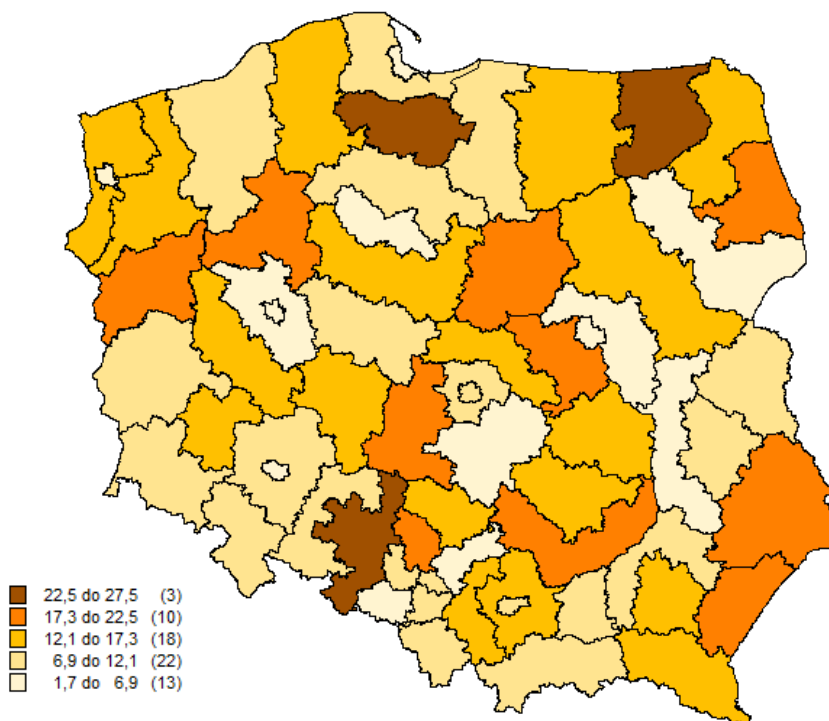 22,5 do 27,5 (3)
17,3 do 22,5 (10)
12,1 do 17,3 (18)
6,9 do 12,1 (22)
1,7 do 6,9 (13)